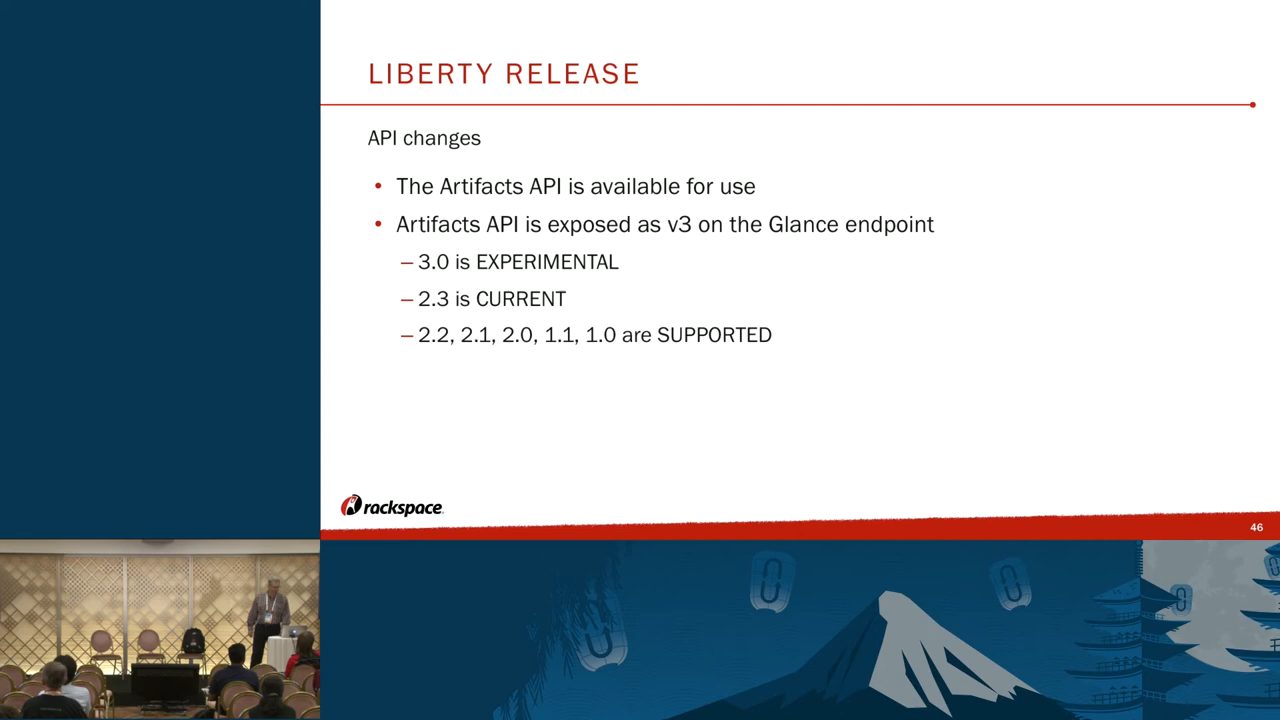 LIBERTY RELEASE
API changes
• The Artifacts API is available for use
• Artifacts API is exposed as v3 on the Glance endpoint
– 3.0 is EXPERIMENTAL
– 2.3 is CURRENT
– 2.2, 2.1, 2.0, 1.1, 1.0 are SUPPORTED
rackspace
46